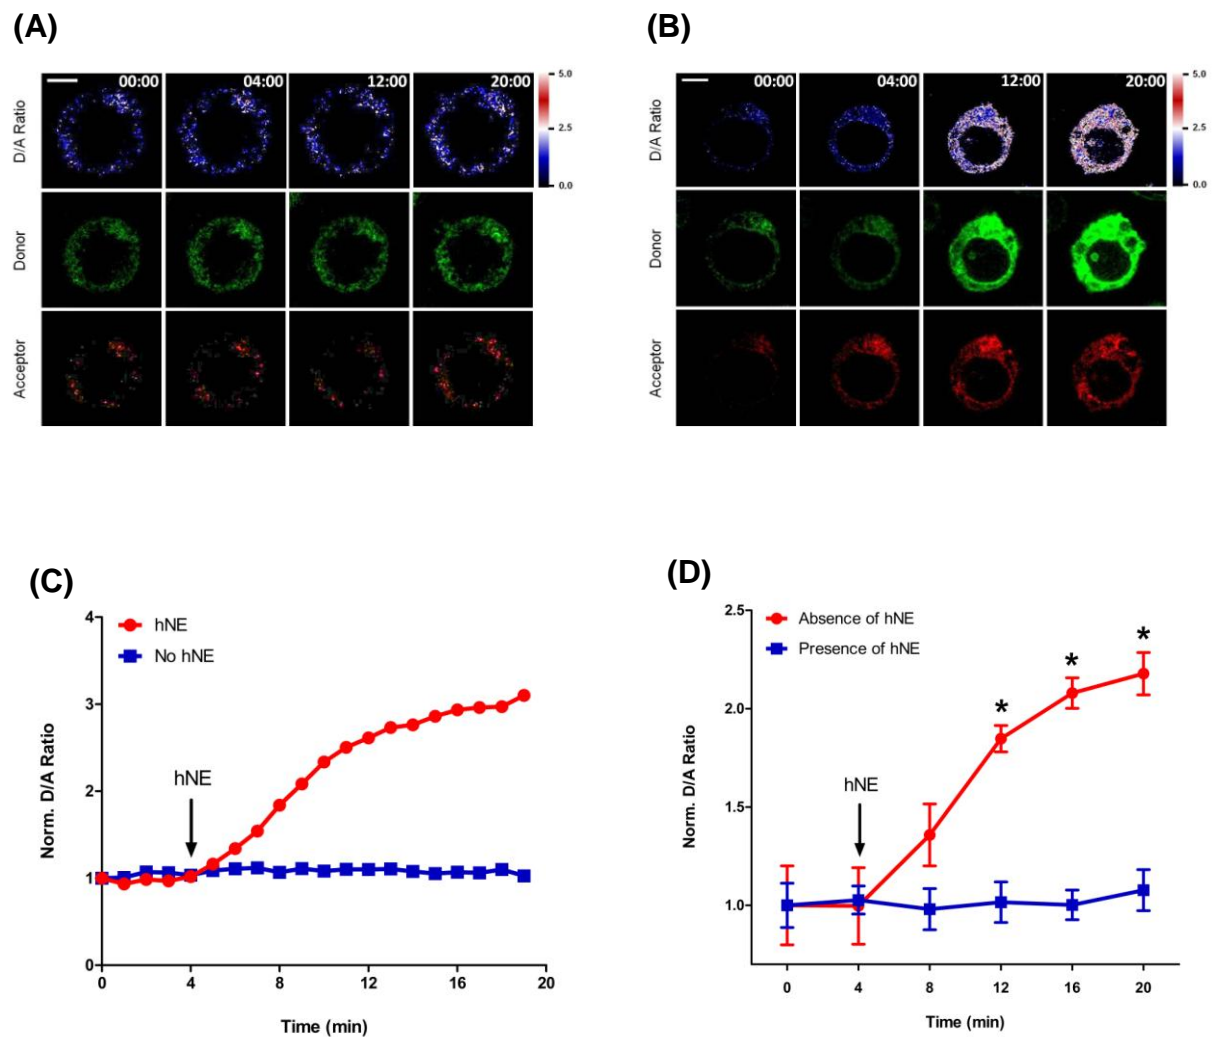 (A)
(B)
D/A Ratio
00:00
04:00
12:00
20:00
5.0
2.5
0.0
Donor
Acceptor
D/A Ratio
00:00
04:00
12:00
20:00
5.0
2.5
0.0
Donor
Acceptor
(C)
hNE
No hNE
hNE
Norm. D/A Ratio
4
3
2
1
0
0 4 8 12 16 20
Time (min)
(D)
Absence of hNE
Presence of hNE
hNE
* * *
Norm. D/A Ratio
2.5
2.0
1.5
1.0
0 4 8 12 16 20
Time (min)